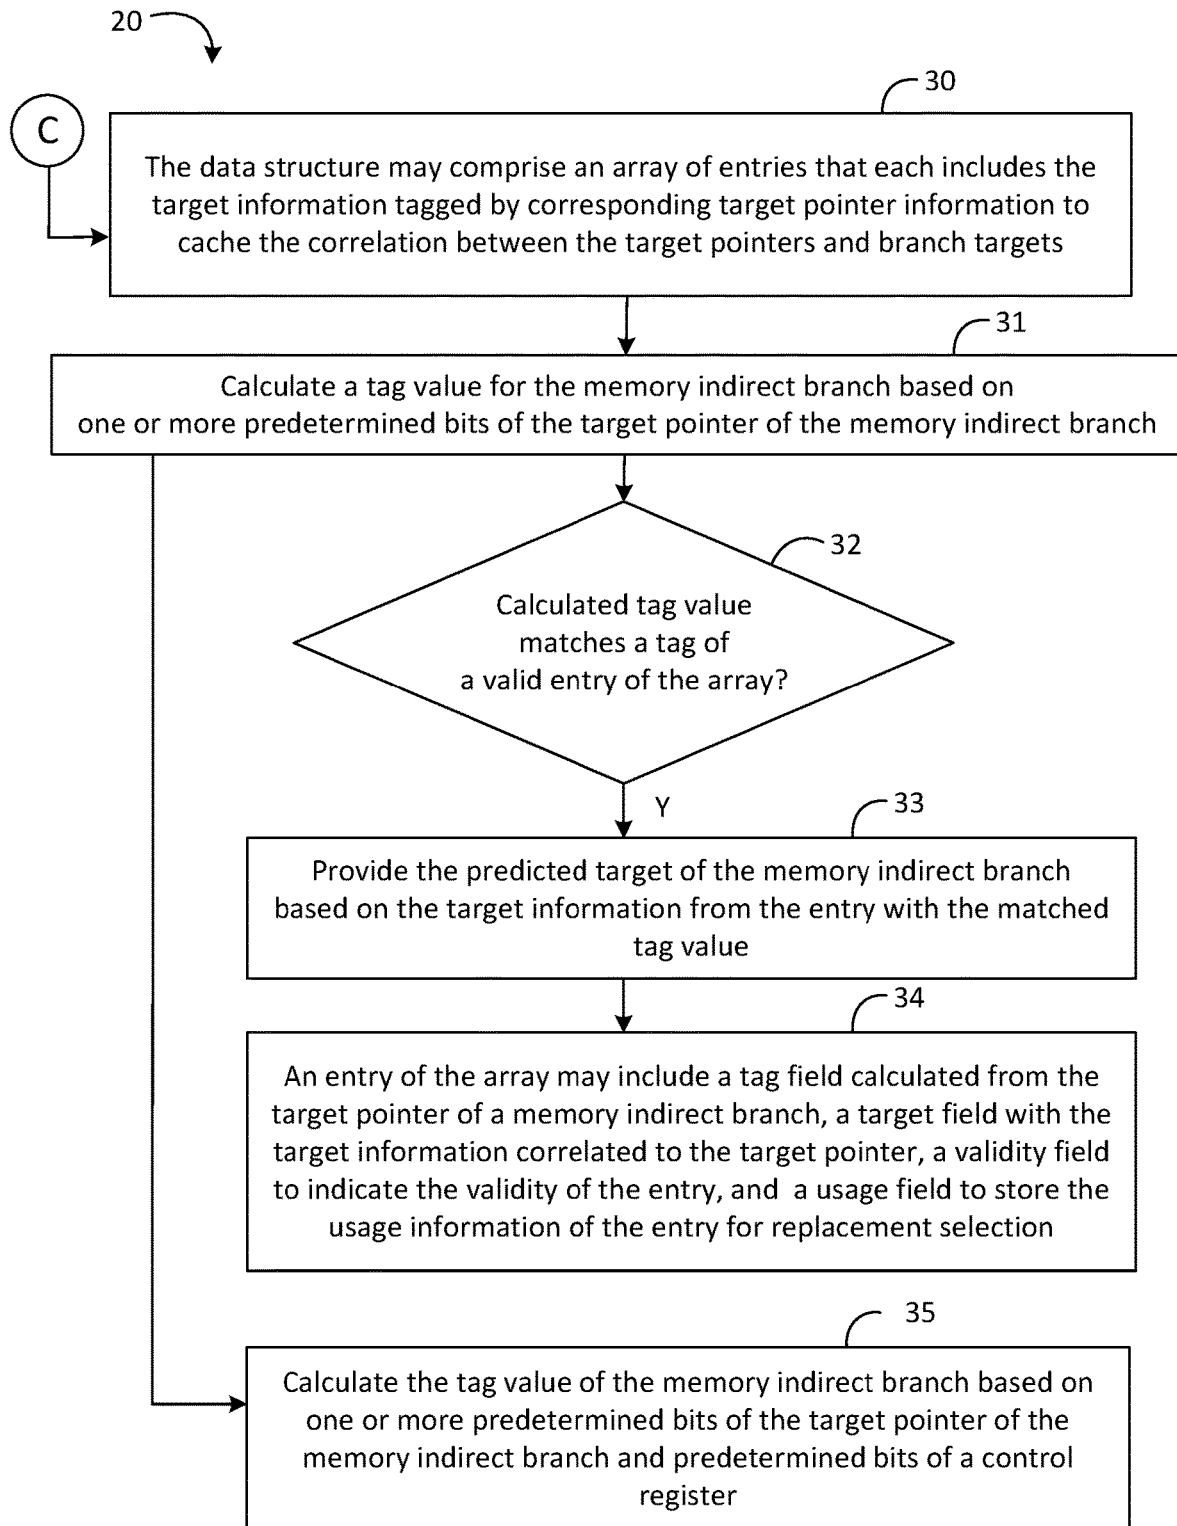 20
30
C
The data structure may comprise an array of entries that each includes the
target information tagged by corresponding target pointer information to
cache the correlation between the target pointers and branch targets
31
Calculate a tag value for the memory indirect branch based on
one or more predetermined bits of the target pointer of the memory indirect branch
32
Calculated tag value
matches a tag of
a valid entry of the array?
Y
33
Provide the predicted target of the memory indirect branch
based on the target information from the entry with the matched
tag value
34
An entry of the array may include a tag field calculated from the
target pointer of a memory indirect branch, a target field with the
target information correlated to the target pointer, a validity field
to indicate the validity of the entry, and a usage field to store the
usage information of the entry for replacement selection
35
Calculate the tag value of the memory indirect branch based on
one or more predetermined bits of the target pointer of the
memory indirect branch and predetermined bits of a control
register